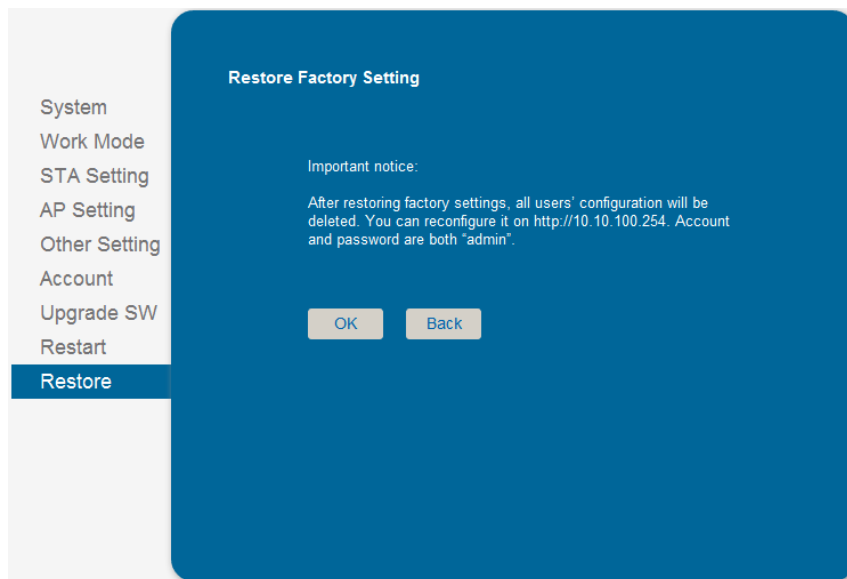 System
Work Mode
STA Setting
AP Setting
Other Setting
Account
Upgrade SW
Restart
Restore
Restore Factory Setting
Important notice:
After restoring factory settings, all users’ configuration will be
deleted. You can reconfigure it on http://10.10.100.254. Account
and password are both “admin”.
OK
Back